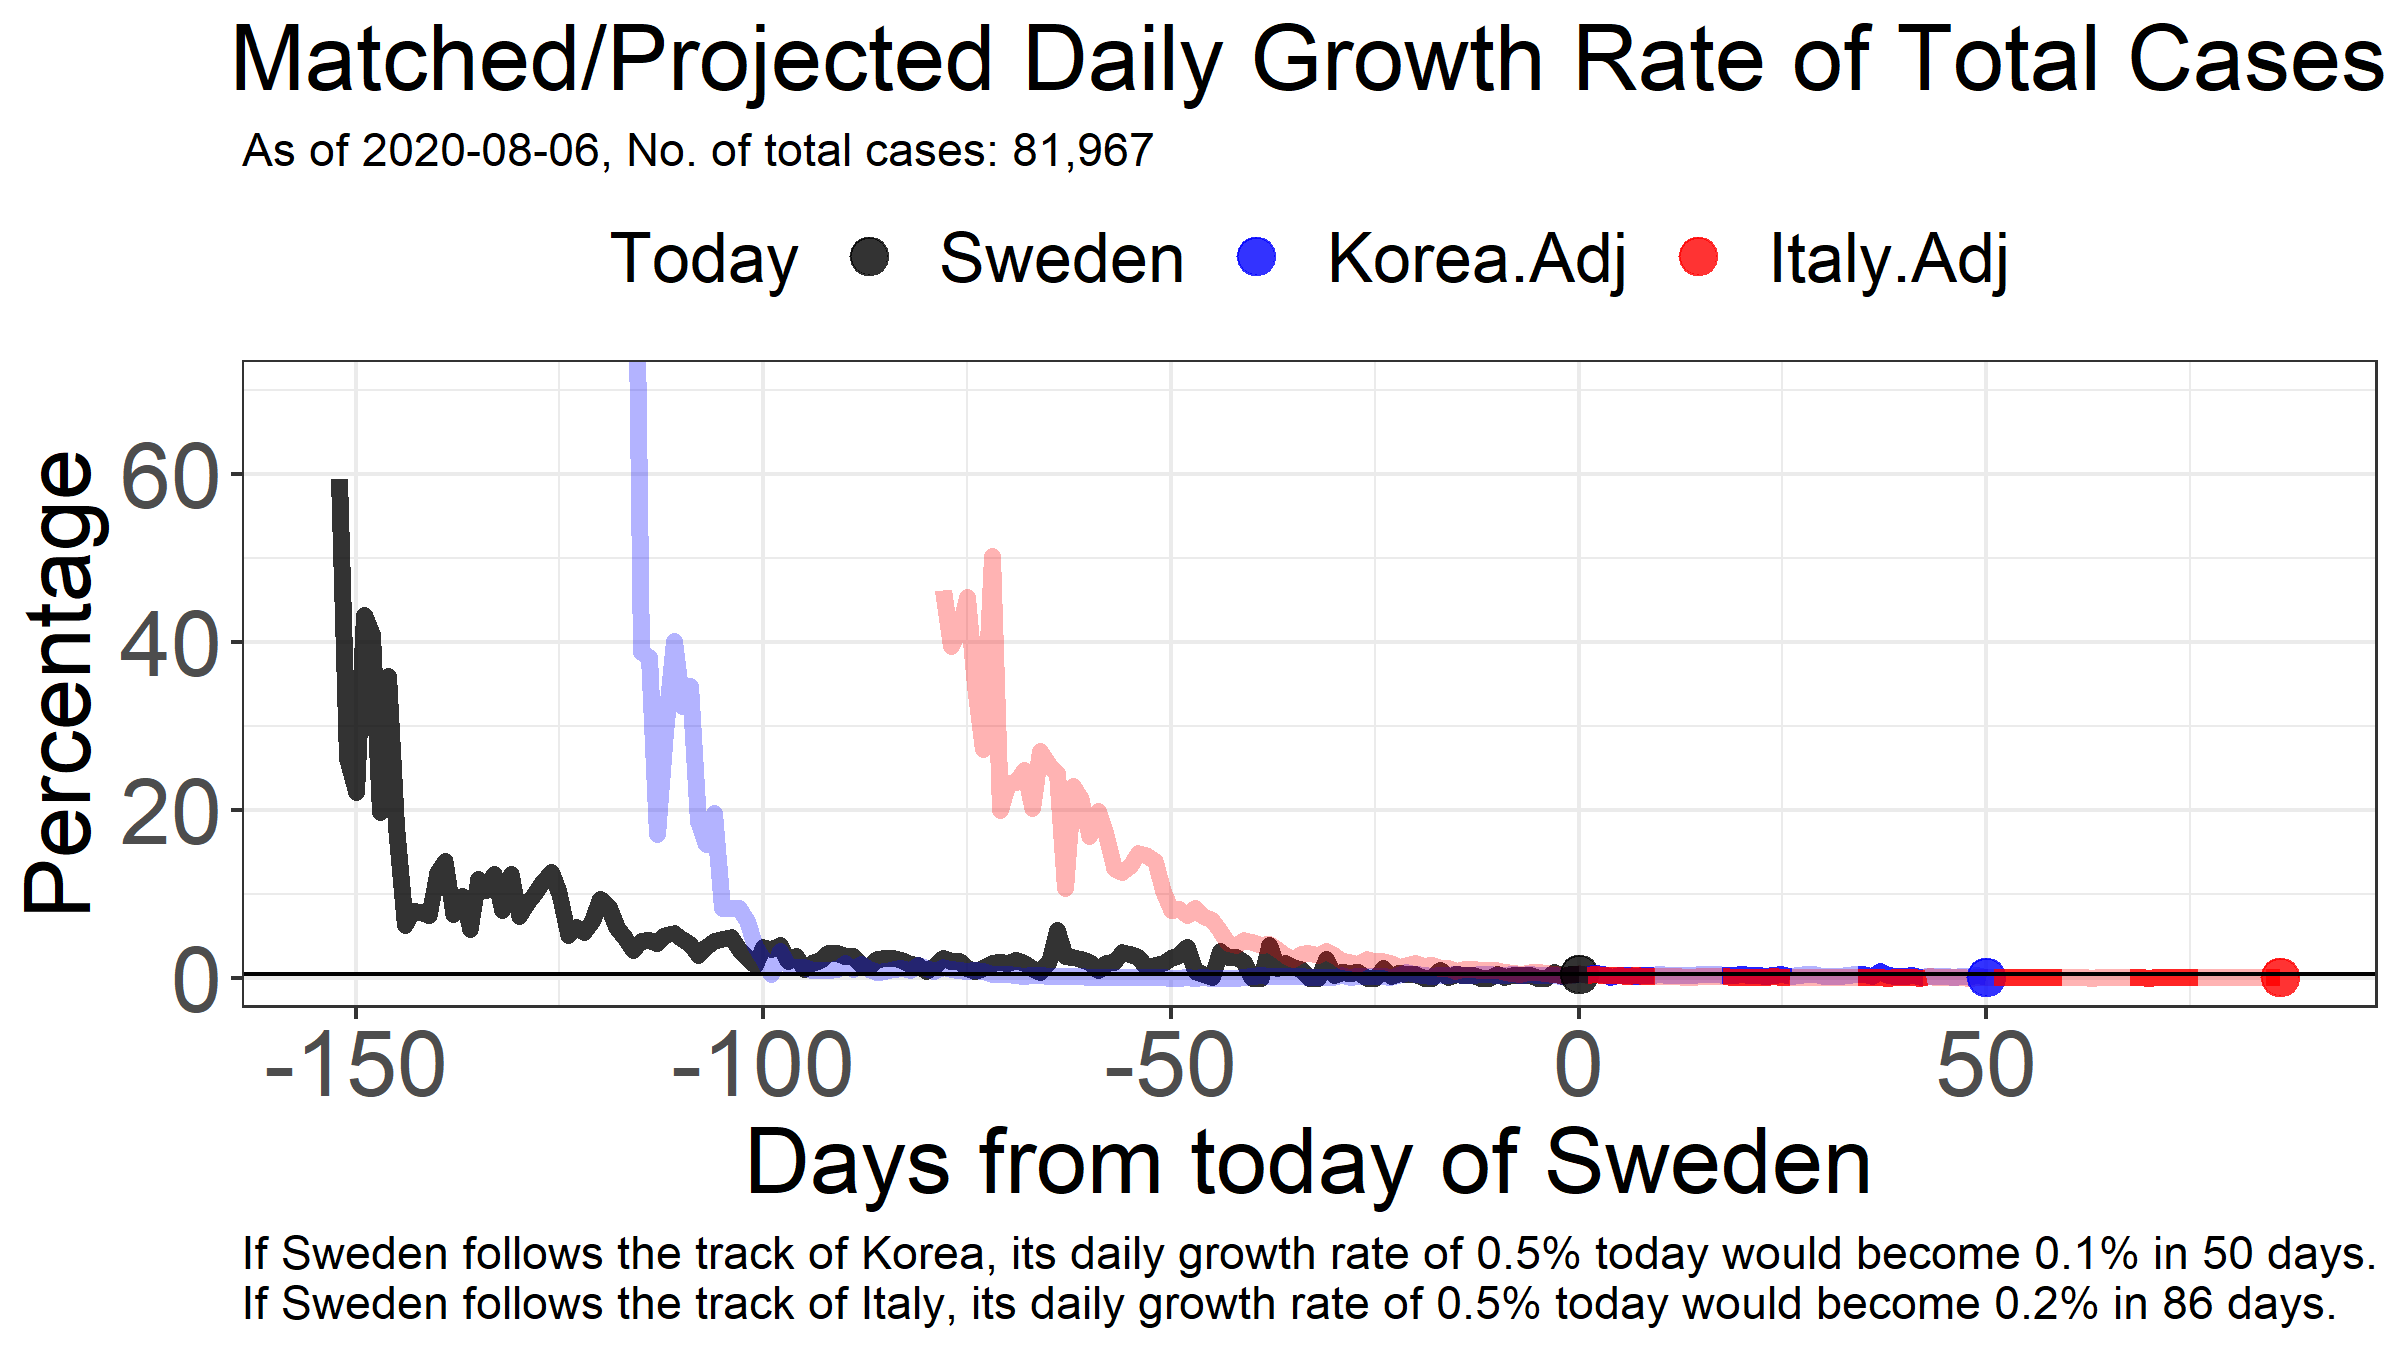 Matched/Projected Daily Growth Rate of Total Cases
As of 2020-08-06, No. of total cases: 81,967
Today Sweden Korea.Adj Italy.Adj
Percentage
60
40
20
0
-150 -100 -50 0 50
Days from today of Sweden
If Sweden follows the track of Korea, its daily growth rate of 0.5% today would become 0.1% in 50 days.
If Sweden follows the track of Italy, its daily growth rate of 0.5% today would become 0.2% in 86 days.